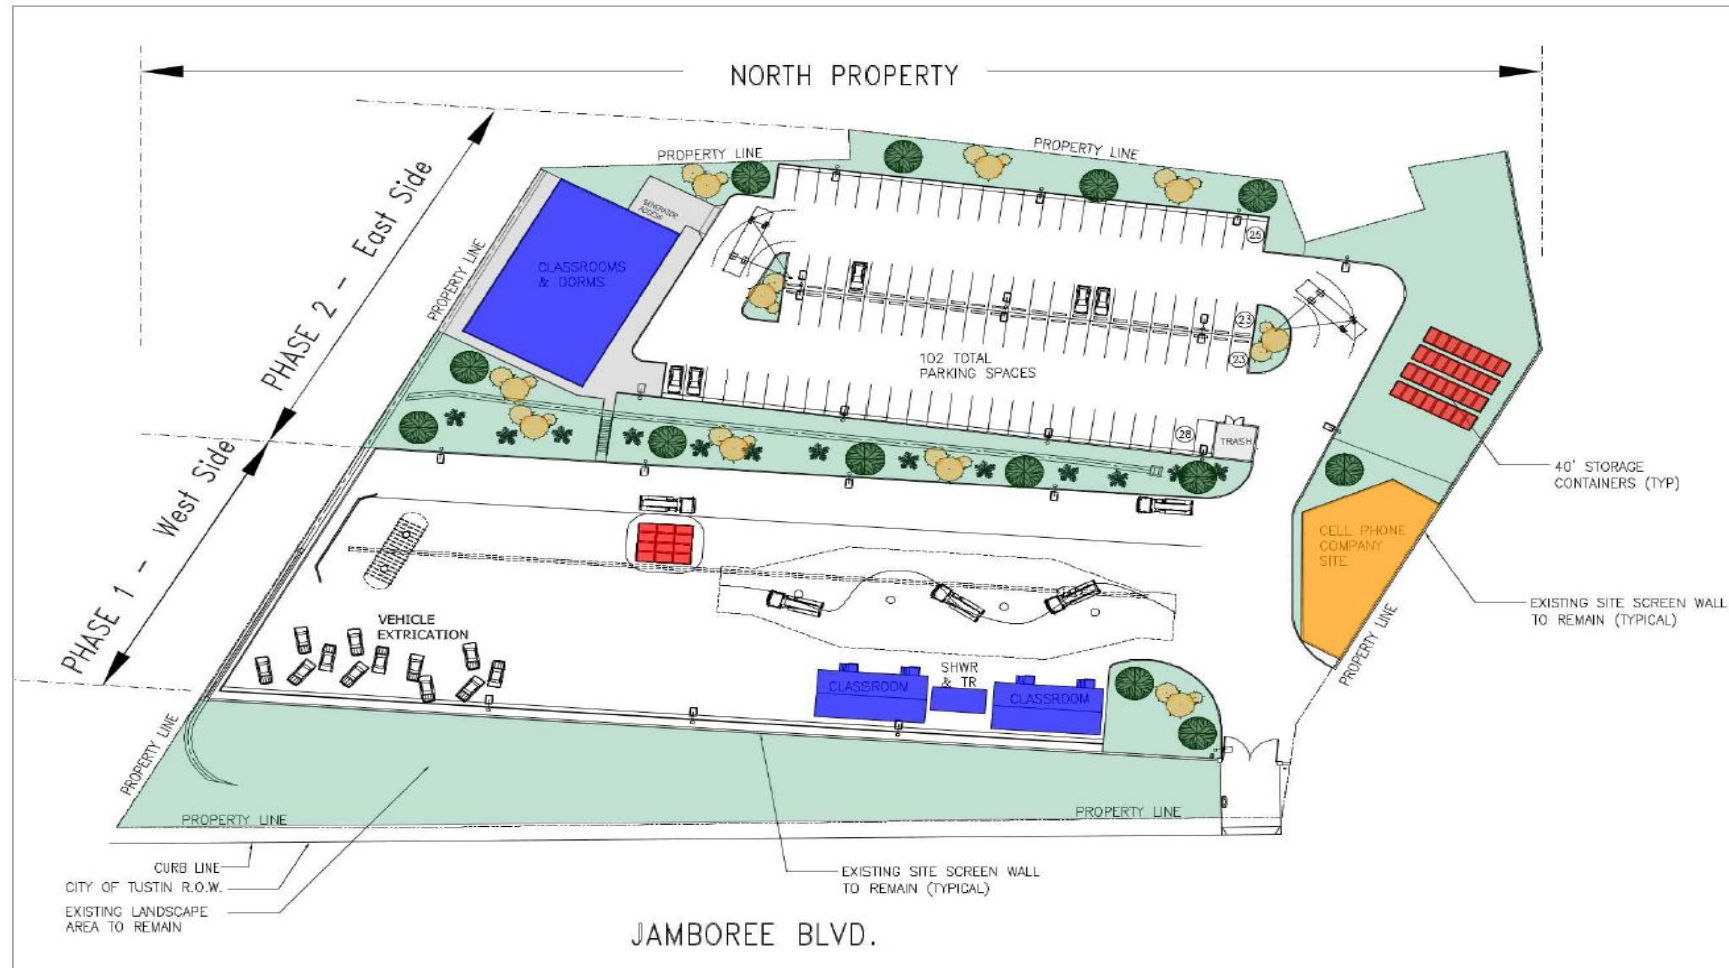 NORTH PROPERTY
PROPERTY LINE
PROPERTY LINE
PHASE 2 - East Side
PROPERTY LINE
GENERATOR
CLASSROOMS
& DORMS
25
23
23
102 TOTAL
PARKING SPACES
28
TRASH
40' STORAGE
CONTAINERS (TYP)
PHASE 1 - West Side
CELL PHONE
COMPANY
SITE
EXISTING SITE SCREEN WALL
TO REMAIN (TYPICAL)
PROPERTY LINE
VEHICLE
EXTRICATION
SHWR
& TR
CLASSROOM
CLASSROOM
PROPERTY LINE
PROPERTY LINE
PROPERTY LINE
CURB LINE
CITY OF TUSTIN R.O.W.
EXISTING LANDSCAPE
AREA TO REMAIN
EXISTING SITE SCREEN WALL
TO REMAIN (TYPICAL)
JAMBOREE BLVD.